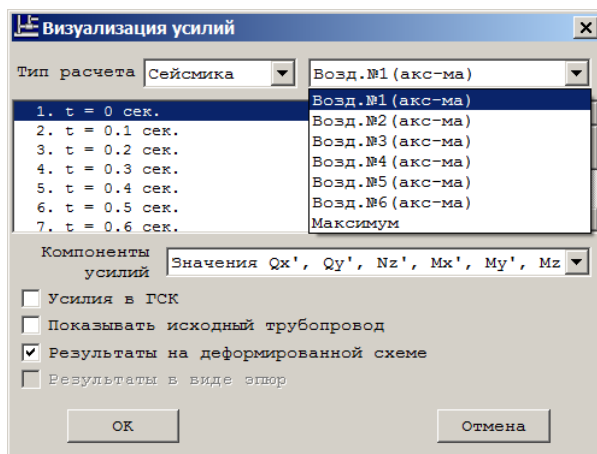 Визуализация усилий
Тип расчета Сейсмика Возд.№1(акс-ма)
1. t = 0 сек.
2. t = 0.1 сек.
3. t = 0.2 сек.
4. t = 0.3 сек.
5. t = 0.4 сек.
6. t = 0.5 сек.
7. t = 0.6 сек.
Возд.№1(акс-ма)
Возд.№2(акс-ма)
Возд.№3(акс-ма)
Возд.№4(акс-ма)
Возд.№5(акс-ма)
Возд.№6(акс-ма)
Максимум
Компоненты
усилий
Значения Qx', Qy', Nz', Mx', My', Mz
Усилия в ГСК
Показывать исходный трубопровод
Результаты на деформированной схеме
Результаты в виде эпюр
OK Отмена